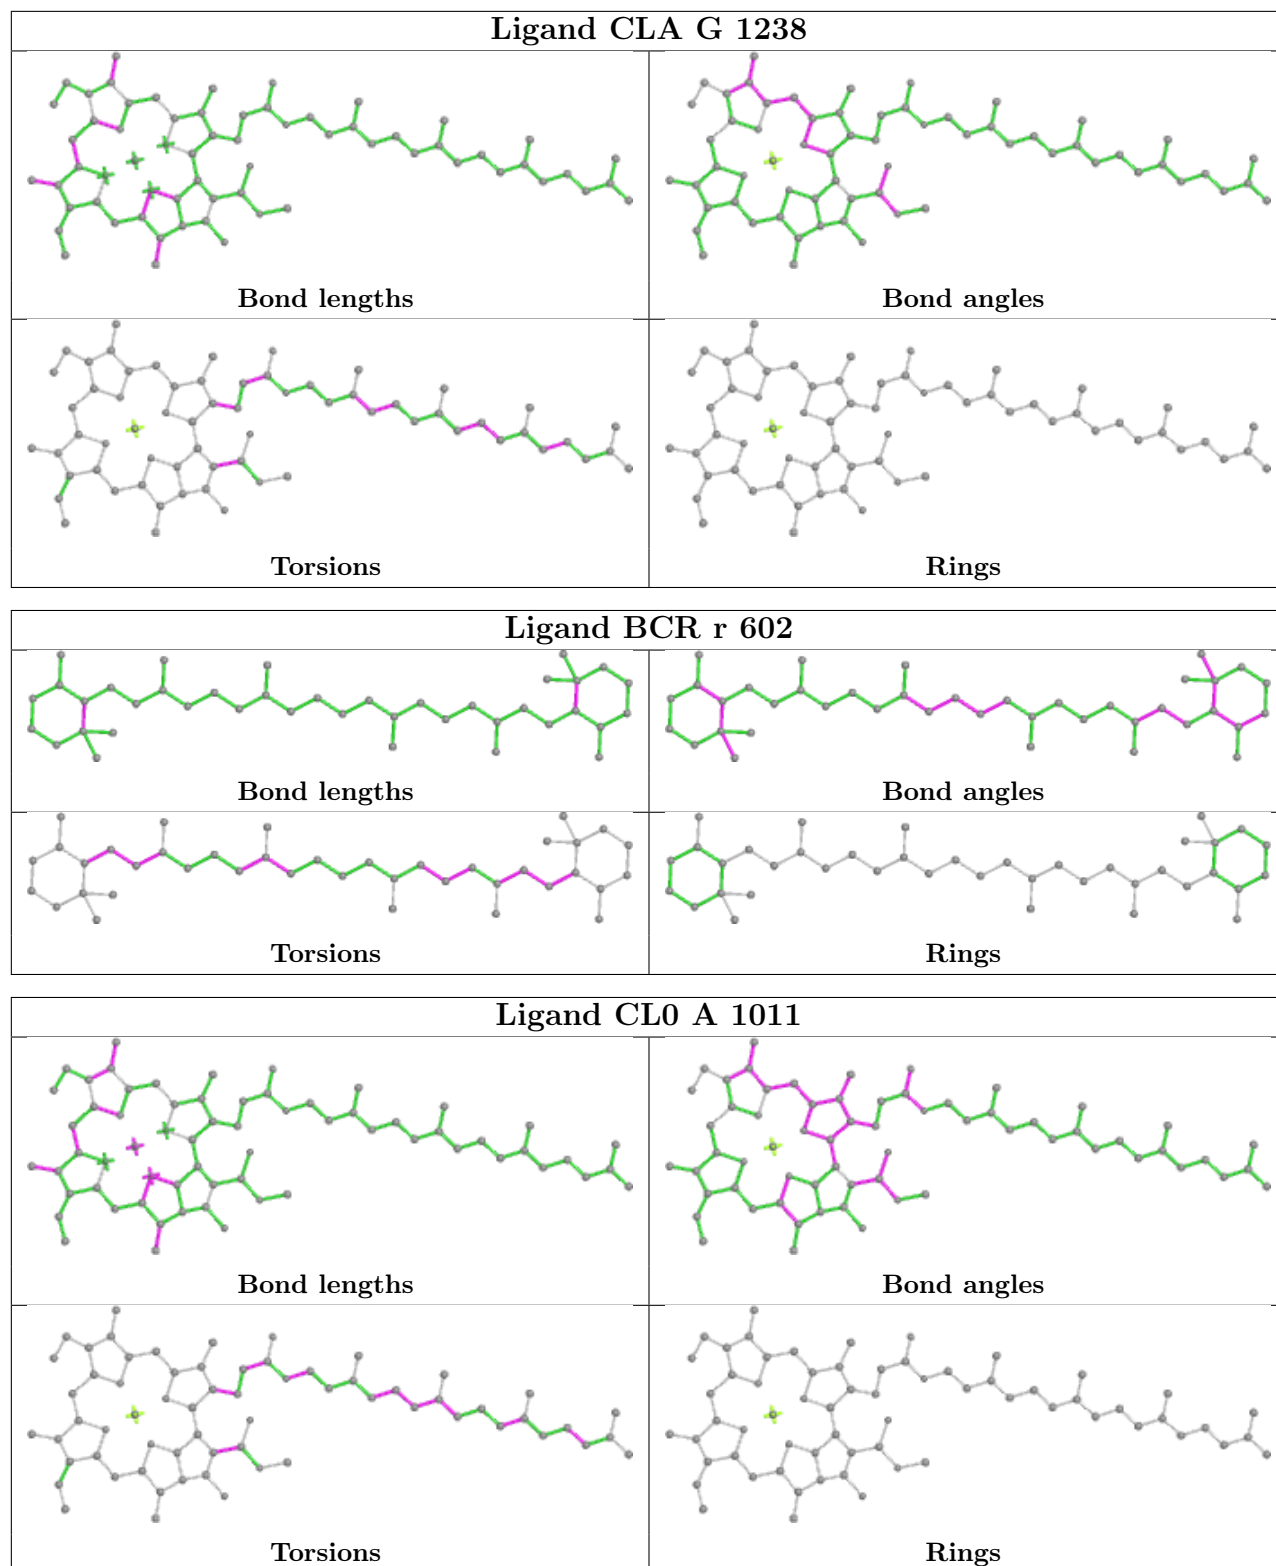 Ligand CLA G 1238
Bond lengths
Bond angles
Torsions
Rings
Ligand BCR r 602
Bond lengths
Bond angles
Torsions
Rings
Ligand CL0 A 1011
Bond lengths
Bond angles
Torsions
Rings